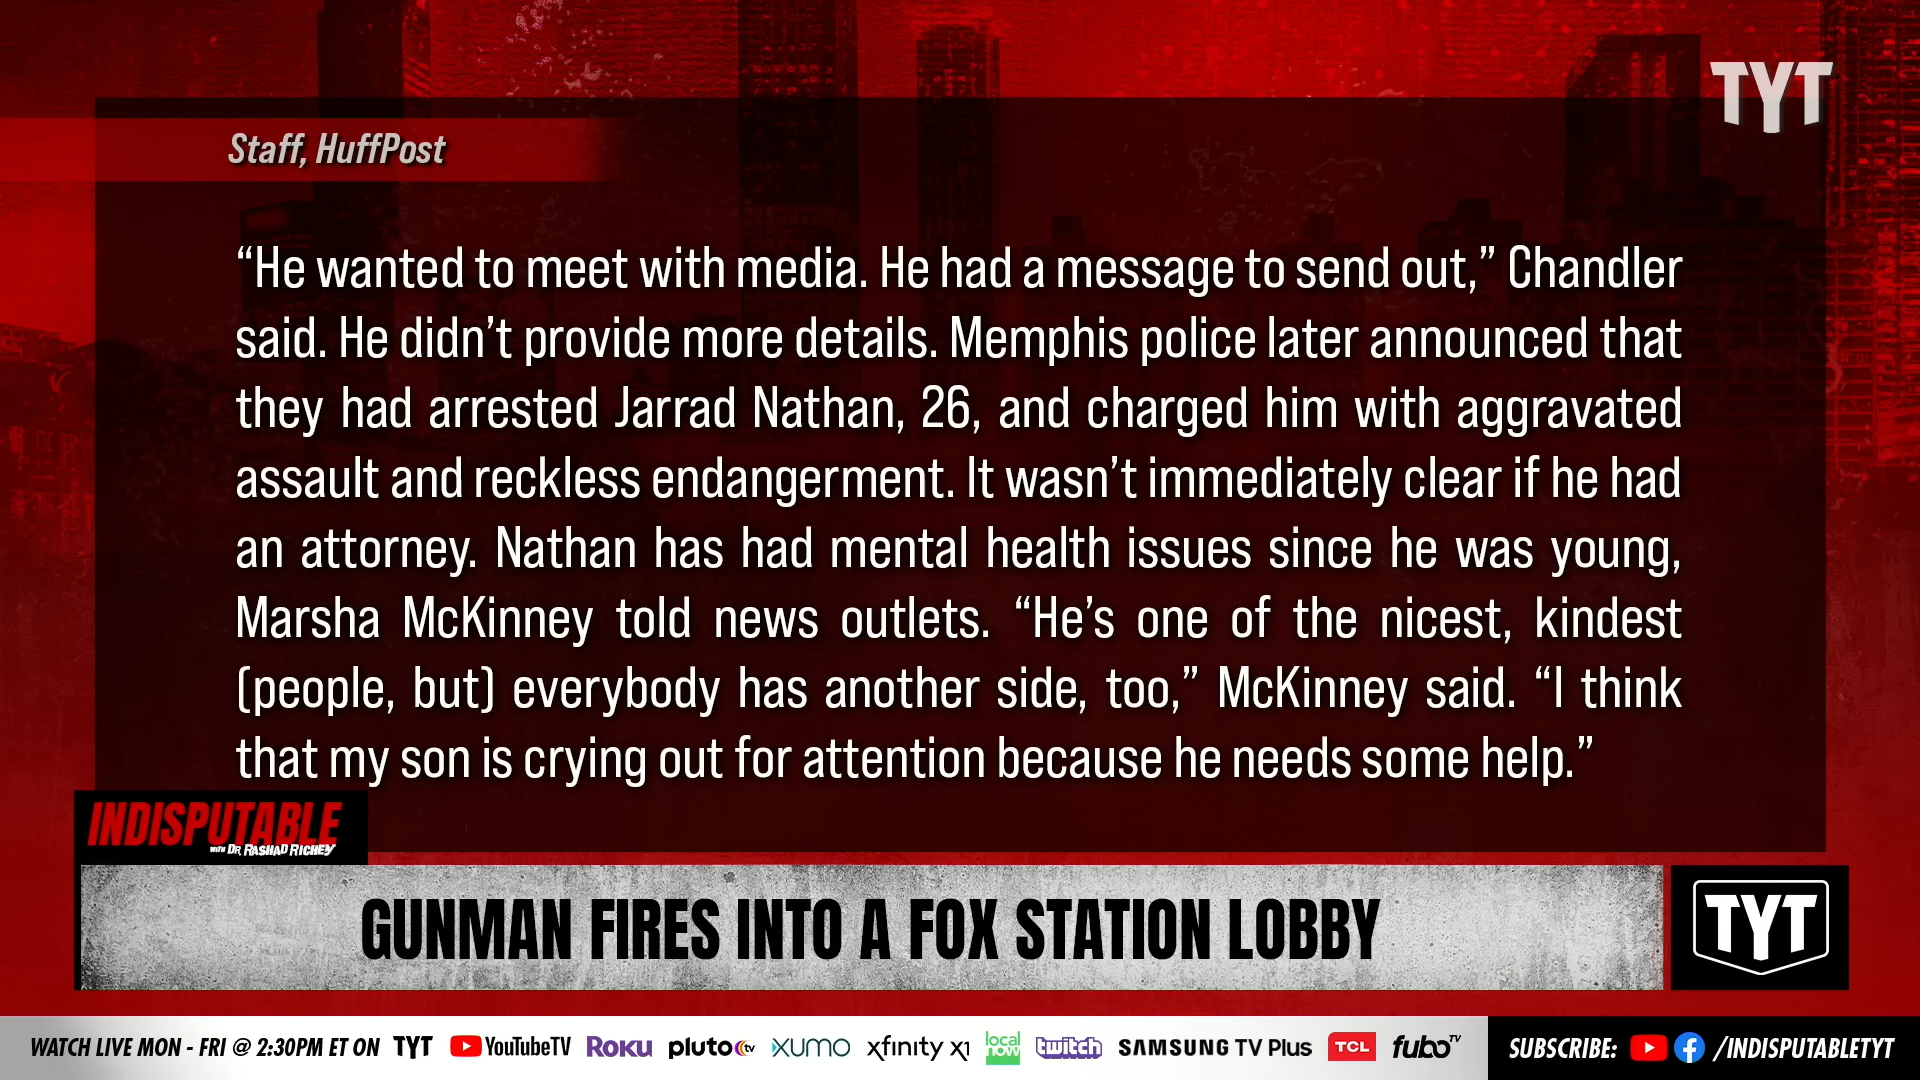 TYT
Staff, HuffPost
“He wanted to meet with media. He had a message to send out,” Chandler
said. He didn’t provide more details. Memphis police later announced that
they had arrested Jarrad Nathan, 26, and charged him with aggravated
assault and reckless endangerment. It wasn’t immediately clear if he had
an attorney. Nathan has had mental health issues since he was young,
Marsha McKinney told news outlets. “He’s one of the nicest, kindest
(people, but) everybody has another side, too,” McKinney said. “I think
that my son is crying out for attention because he needs some help.”
INDISPUTABLE
WITH DR. RASHAD RICHEY
GUNMAN FIRES INTO A FOX STATION LOBBY
TYT
WATCH LIVE MON - FRI @ 2:30PM ET ON TYT YouTubeTV ROKU pluto tv XUMO xfinity x1 local now twitch SAMSUNG TV Plus TCL fubo TV SUBSCRIBE: /INDISPUTABLETYT